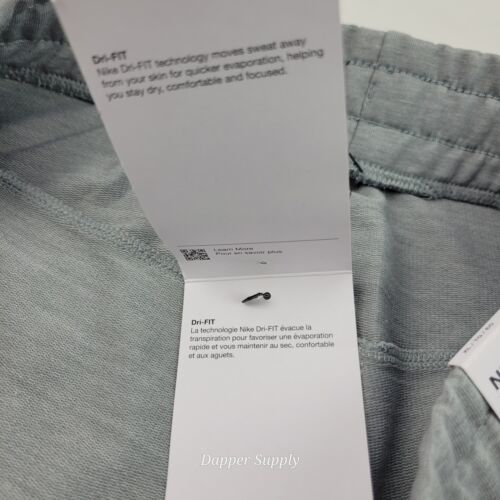 Dri-FIT
Nike Dri-FIT technology moves sweat away
from your skin for quicker evaporation, helping
you stay dry, comfortable and focused.
Learn More
Pour en savoir plus
Dri-FIT
La technologie Nike Dri-FIT évacue la
transpiration pour favoriser une évaporation
rapide et vous maintenir au sec, confortable
et aux aguets.
Dapper Supply